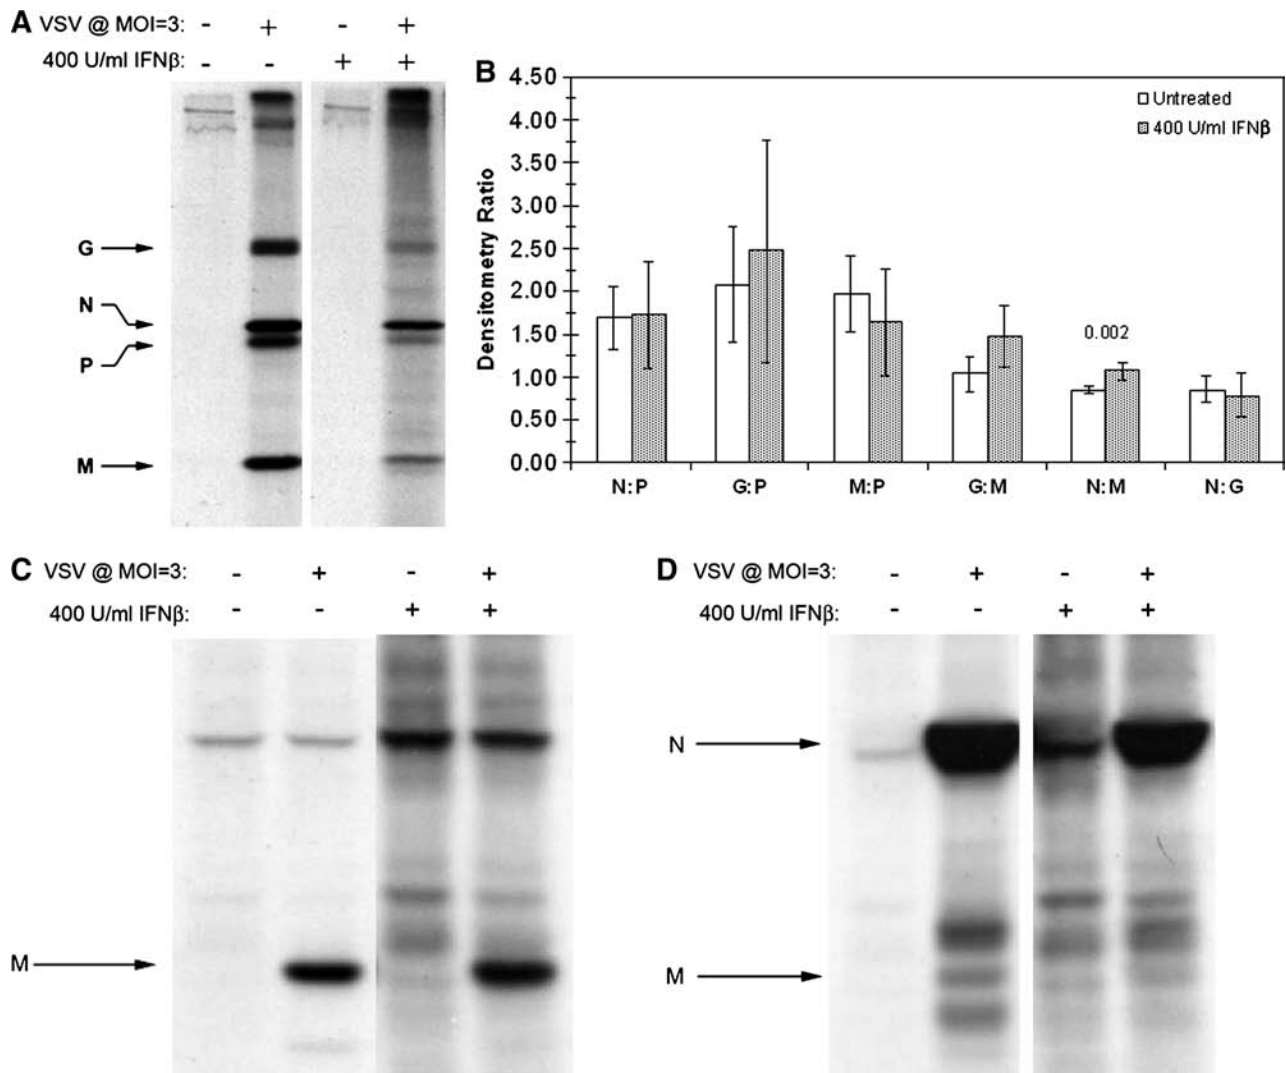 A VSV @ MOI=3: - + - +
400 U/ml IFNβ: - - + +
G
N
P
M
B
4.50
4.00
3.50
3.00
2.50
2.00
1.50
1.00
0.50
0.00
Densitometry Ratio
Untreated
400 U/ml IFNβ
0.002
N:P G:P M:P G:M N:M N:G
C VSV @ MOI=3: - + - +
400 U/ml IFNβ: - - + +
M
D VSV @ MOI=3: - + - +
400 U/ml IFNβ: - - + +
N
M